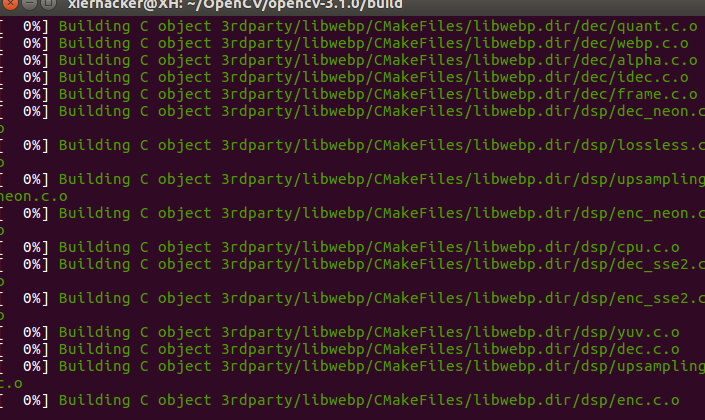 xierhacker@XH: ~/OpenCV/opencv-3.1.0/build
[  0%] Building C object 3rdparty/libwebp/CMakeFiles/libwebp.dir/dec/quant.c.o
[  0%] Building C object 3rdparty/libwebp/CMakeFiles/libwebp.dir/dec/webp.c.o
[  0%] Building C object 3rdparty/libwebp/CMakeFiles/libwebp.dir/dec/alpha.c.o
[  0%] Building C object 3rdparty/libwebp/CMakeFiles/libwebp.dir/dec/idec.c.o
[  0%] Building C object 3rdparty/libwebp/CMakeFiles/libwebp.dir/dec/frame.c.o
[  0%] Building C object 3rdparty/libwebp/CMakeFiles/libwebp.dir/dsp/dec_neon.c
o
[  0%] Building C object 3rdparty/libwebp/CMakeFiles/libwebp.dir/dsp/lossless.c
o
[  0%] Building C object 3rdparty/libwebp/CMakeFiles/libwebp.dir/dsp/upsampling
neon.c.o
[  0%] Building C object 3rdparty/libwebp/CMakeFiles/libwebp.dir/dsp/enc_neon.c
o
[  0%] Building C object 3rdparty/libwebp/CMakeFiles/libwebp.dir/dsp/cpu.c.o
[  0%] Building C object 3rdparty/libwebp/CMakeFiles/libwebp.dir/dsp/dec_sse2.c
o
[  0%] Building C object 3rdparty/libwebp/CMakeFiles/libwebp.dir/dsp/enc_sse2.c
o
[  0%] Building C object 3rdparty/libwebp/CMakeFiles/libwebp.dir/dsp/yuv.c.o
[  0%] Building C object 3rdparty/libwebp/CMakeFiles/libwebp.dir/dsp/dec.c.o
[  0%] Building C object 3rdparty/libwebp/CMakeFiles/libwebp.dir/dsp/upsampling
c.o
[  0%] Building C object 3rdparty/libwebp/CMakeFiles/libwebp.dir/dsp/enc.c.o